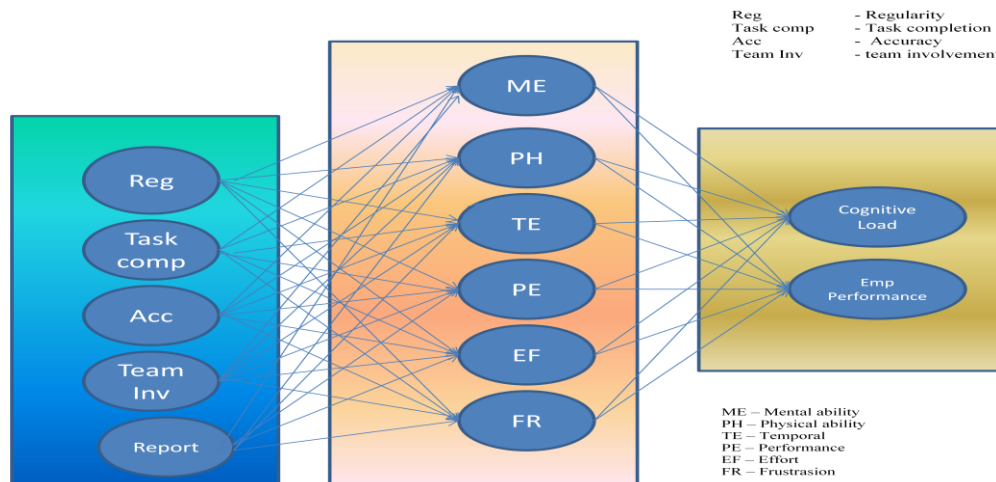 Reg - Regularity
Task comp - Task completion
Acc - Accuracy
Team Inv - team involvement
Reg
Task
comp
Acc
Team
Inv
Report
ME
PH
TE
PE
EF
FR
Cognitive
Load
Emp
Performance
ME – Mental ability
PH – Physical ability
TE – Temporal
PE – Performance
EF – Effort
FR – Frustrasion